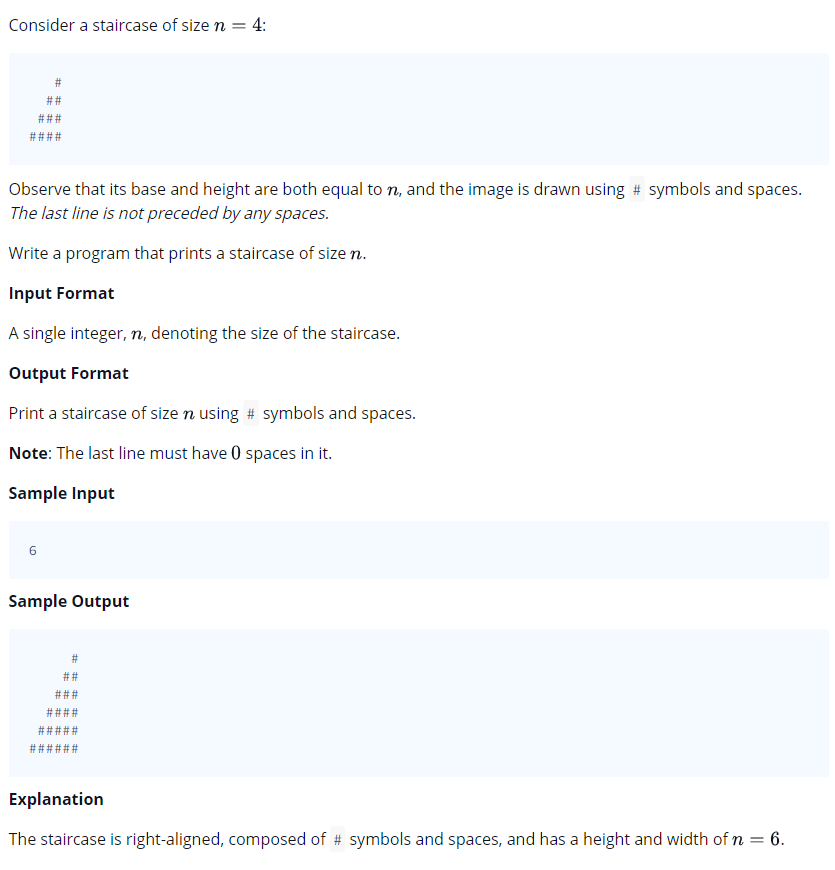 Consider a staircase of size n = 4:
   #
  ##
 ###
####
Observe that its base and height are both equal to n, and the image is drawn using # symbols and spaces.
The last line is not preceded by any spaces.
Write a program that prints a staircase of size n.
Input Format
A single integer, n, denoting the size of the staircase.
Output Format
Print a staircase of size n using # symbols and spaces.
Note: The last line must have 0 spaces in it.
Sample Input
6
Sample Output
     #
    ##
   ###
  ####
 #####
######
Explanation
The staircase is right-aligned, composed of # symbols and spaces, and has a height and width of n = 6.